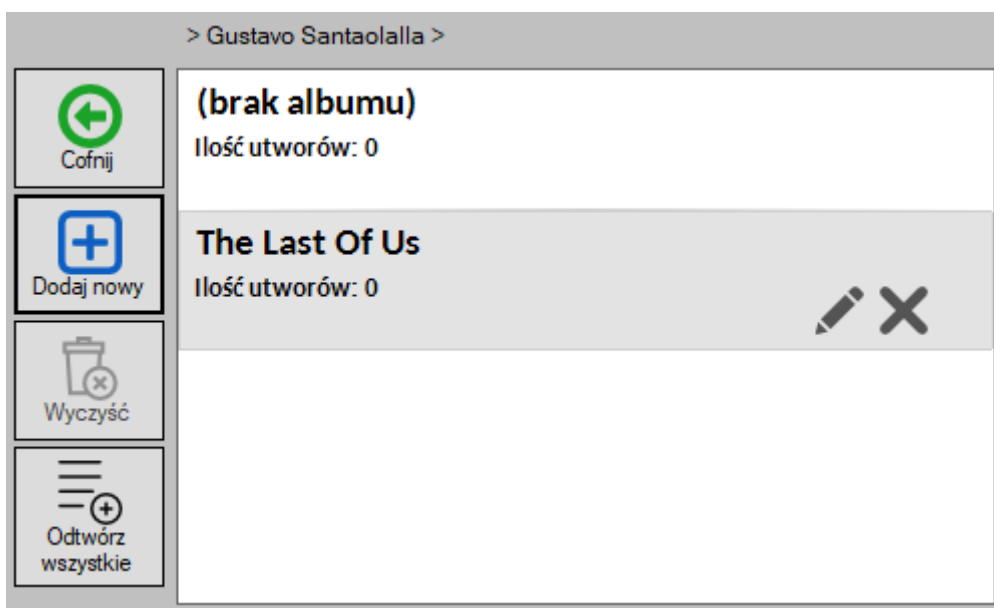 > Gustavo Santaolalla >
Cofnij
Dodaj nowy
Wyczyść
Odtwórz
wszystkie
(brak albumu)
Ilość utworów: 0
The Last Of Us
Ilość utworów: 0